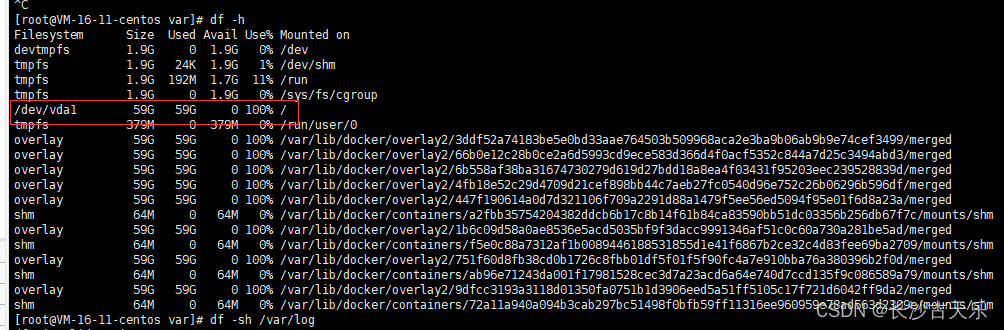 ^C
[root@VM-16-11-centos var]# df -h
Filesystem Size Used Avail Use% Mounted on
devtmpfs 1.9G 0 1.9G 0% /dev
tmpfs 1.9G 24K 1.9G 1% /dev/shm
tmpfs 1.9G 192M 1.7G 11% /run
tmpfs 1.9G 0 1.9G 0% /sys/fs/cgroup
/dev/vda1 59G 59G 0 100% /
tmpfs 379M 0 379M 0% /run/user/0
overlay 59G 59G 0 100% /var/lib/docker/overlay2/3ddf52a74183be5e0bd33aae764503b509968aca2e3ba9b06ab9b9e74cef3499/merged
overlay 59G 59G 0 100% /var/lib/docker/overlay2/66b0e12c28b0ce2a6d5993cd9ece583d366d4f0acf5352c844a7d25c3494abd3/merged
overlay 59G 59G 0 100% /var/lib/docker/overlay2/6b558af38ba31674730279d619d27bdd18a8ea4f03431f95203eec239528839d/merged
overlay 59G 59G 0 100% /var/lib/docker/overlay2/4fb18e52c29d4709d21cef898bb44c7aeb27fc0540d96e752c26b06296b596df/merged
overlay 59G 59G 0 100% /var/lib/docker/overlay2/447f190614a0d7d321106f709a2291d88a1479f5ee56ed5094f95e01f6d8a23a/merged
shm 64M 0 64M 0% /var/lib/docker/containers/a2fbb35754204382ddcb6b17c8b14f61b84ca83590bb51dc03356b256db67f7c/mounts/shm
overlay 59G 59G 0 100% /var/lib/docker/overlay2/1b6c09d58a0ae8536e5acd5035bf9f3dacc9991346af51c0c60a730a281be5ad/merged
shm 64M 0 64M 0% /var/lib/docker/containers/f5e0c88a7312af1b0089446188531855d1e41f6867b2ce32c4d83fee69ba2709/mounts/shm
overlay 59G 59G 0 100% /var/lib/docker/overlay2/751f60d8fb38cd0b1726c8fbb01df5f01f5f90fc4a7e910bba76a380396b2f0d/merged
shm 64M 0 64M 0% /var/lib/docker/containers/ab96e71243da001f17981528cec3d7a23acd6a64e740d7ccd135f9c086589a79/mounts/shm
overlay 59G 59G 0 100% /var/lib/docker/overlay2/9dfcc3193a3118d01350fa0751b1d3906eed5a51ff5105c17f721d6042ff9da2/merged
shm 64M 0 64M 0%
[root@VM-16-11-centos var]# df -sh /var/log
CSDN @长沙古天乐